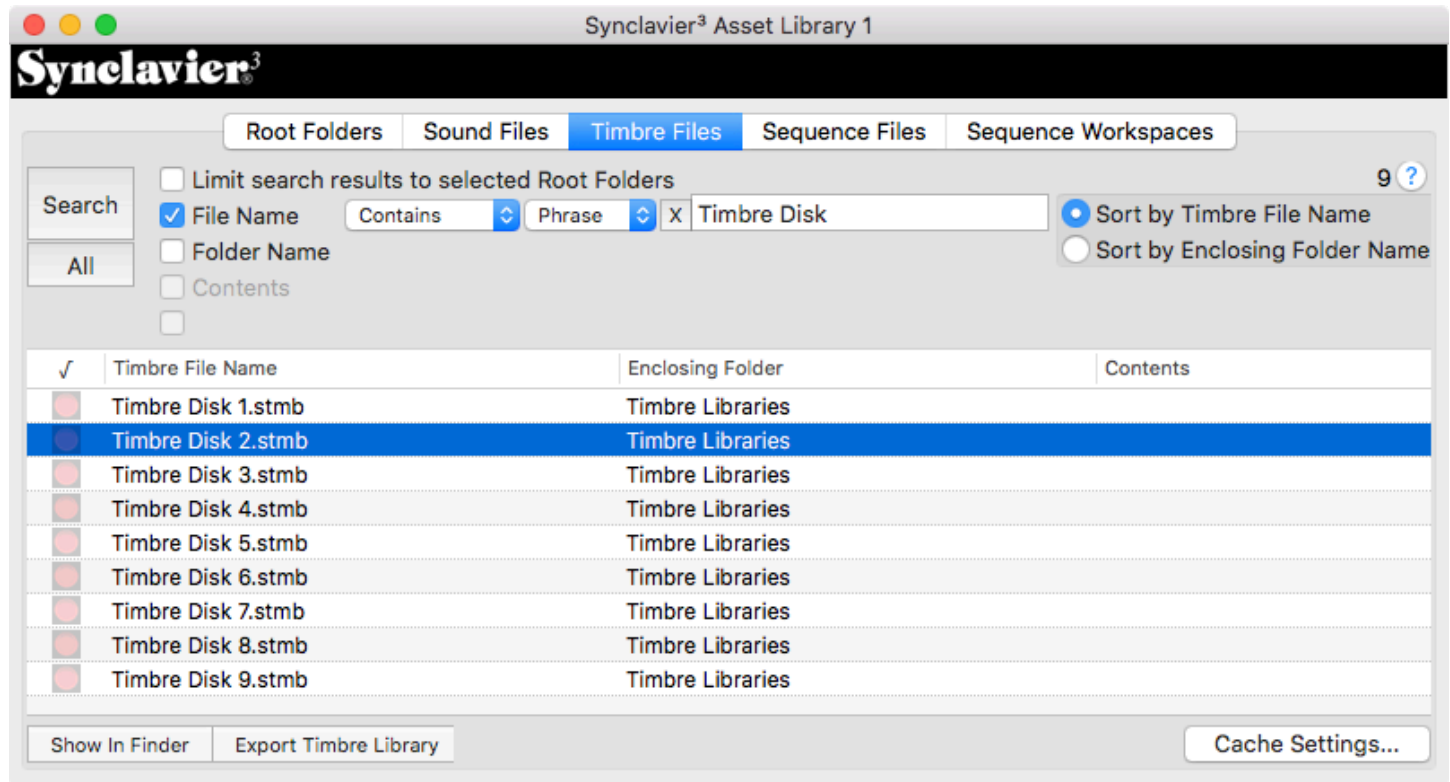 Synclavier³ Asset Library 1
Synclavier®³
Root Folders Sound Files Timbre Files Sequence Files Sequence Workspaces
Limit search results to selected Root Folders 9 ?
Search File Name Contains Phrase X Timbre Disk Sort by Timbre File Name
Folder Name Sort by Enclosing Folder Name
All
Contents
√ Timbre File Name Enclosing Folder Contents
Timbre Disk 1.stmb Timbre Libraries
Timbre Disk 2.stmb Timbre Libraries
Timbre Disk 3.stmb Timbre Libraries
Timbre Disk 4.stmb Timbre Libraries
Timbre Disk 5.stmb Timbre Libraries
Timbre Disk 6.stmb Timbre Libraries
Timbre Disk 7.stmb Timbre Libraries
Timbre Disk 8.stmb Timbre Libraries
Timbre Disk 9.stmb Timbre Libraries
Show In Finder Export Timbre Library Cache Settings...